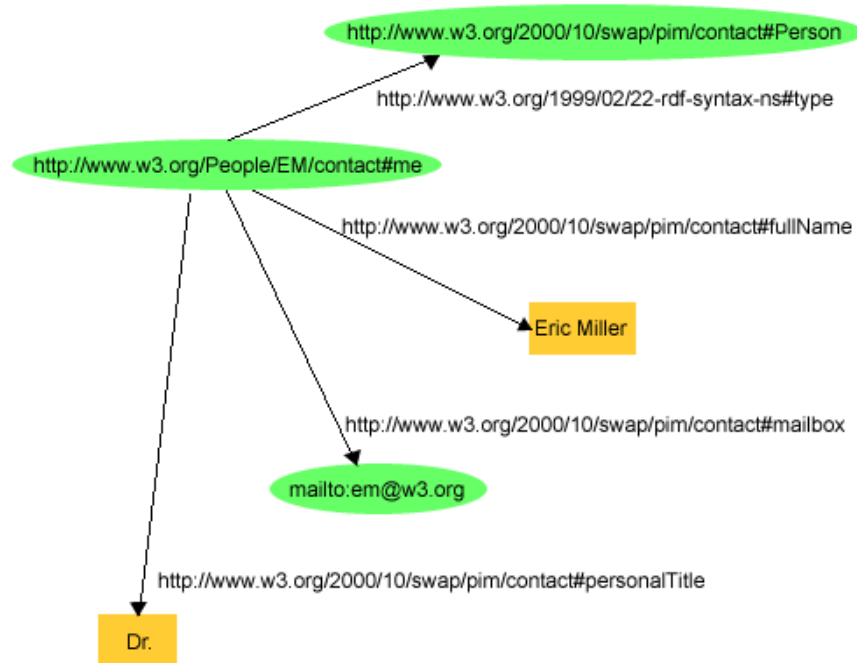 http://www.w3.org/2000/10/swap/pim/contact#Person
http://www.w3.org/1999/02/22-rdf-syntax-ns#type
http://www.w3.org/People/EM/contact#me
http://www.w3.org/2000/10/swap/pim/contact#fullName
Eric Miller
http://www.w3.org/2000/10/swap/pim/contact#mailbox
mailto:em@w3.org
http://www.w3.org/2000/10/swap/pim/contact#personalTitle
Dr.